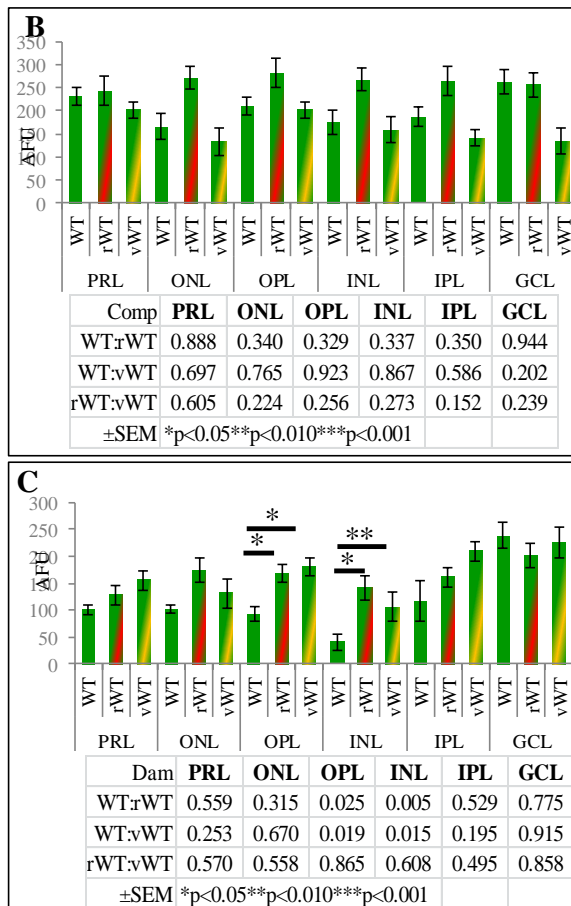 B
350
300
250
200
150
100
50
0
AFU
WT rWT vWT WT rWT vWT WT rWT vWT WT rWT vWT WT rWT vWT WT rWT vWT
PRL ONL OPL INL IPL GCL
Comp PRL ONL OPL INL IPL GCL
WT:rWT 0.888 0.340 0.329 0.337 0.350 0.944
WT:vWT 0.697 0.765 0.923 0.867 0.586 0.202
rWT:vWT 0.605 0.224 0.256 0.273 0.152 0.239
±SEM *p<0.05**p<0.010***p<0.001
C
300
250
200
150
100
50
0
AFU
* **
* *
WT rWT vWT WT rWT vWT WT rWT vWT WT rWT vWT WT rWT vWT WT rWT vWT
PRL ONL OPL INL IPL GCL
Dam PRL ONL OPL INL IPL GCL
WT:rWT 0.559 0.315 0.025 0.005 0.529 0.775
WT:vWT 0.253 0.670 0.019 0.015 0.195 0.915
rWT:vWT 0.570 0.558 0.865 0.608 0.495 0.858
±SEM *p<0.05**p<0.010***p<0.001